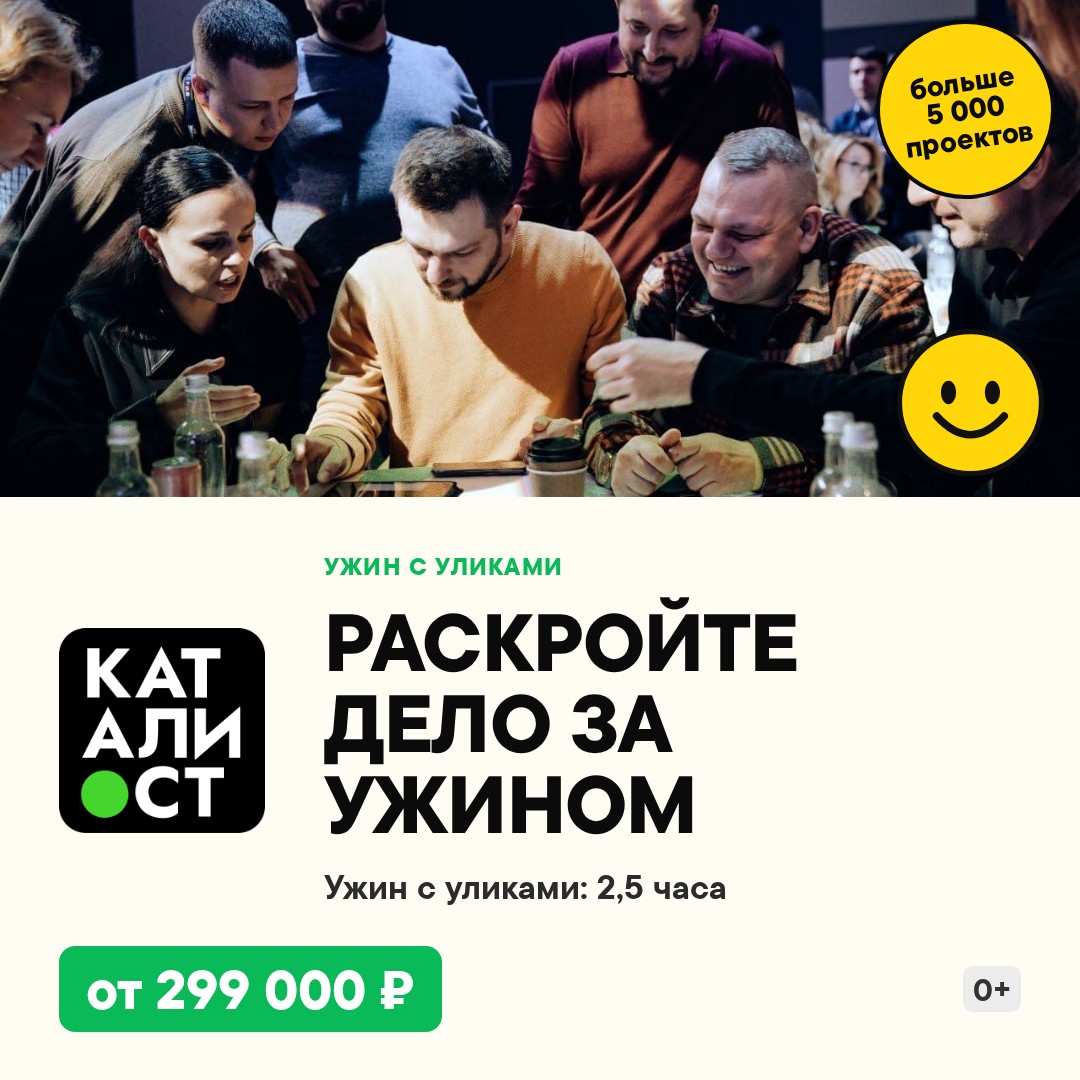 больше
5 000
проектов
УЖИН С УЛИКАМИ
РАСКРОЙТЕ
ДЕЛО ЗА
УЖИНОМ
КАТ
АЛИ
СТ
Ужин с уликами: 2,5 часа
от 299 000 ₽
0+